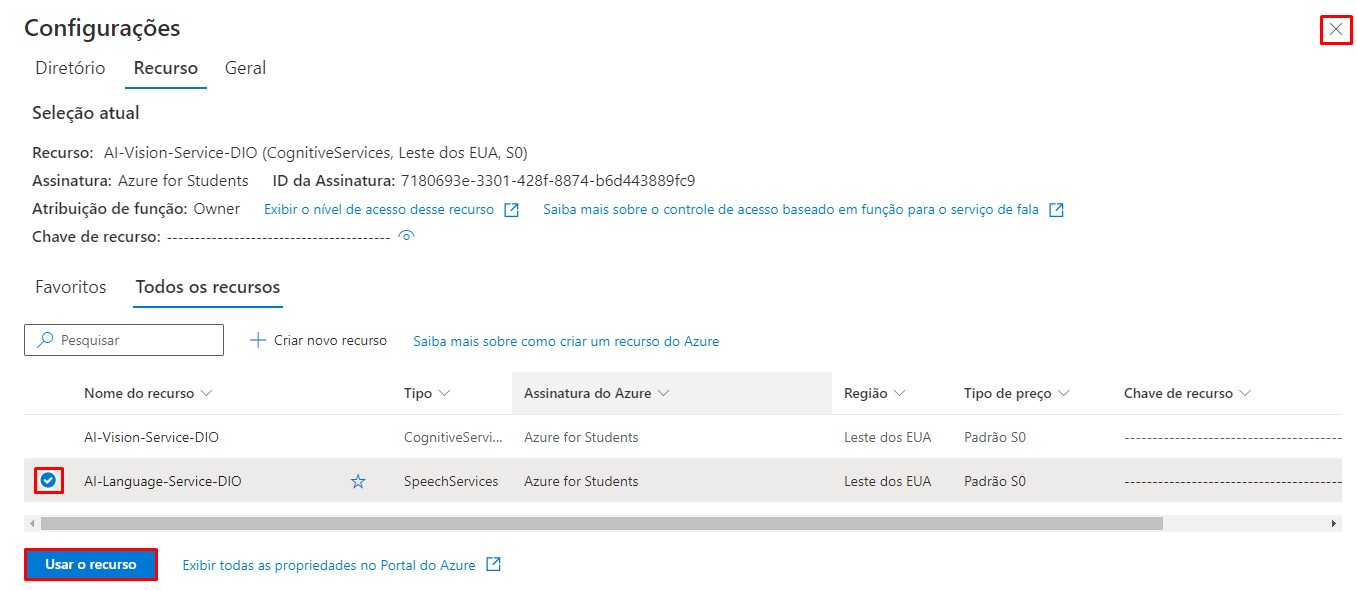 Configurações
Diretório Recurso Geral
Seleção atual
Recurso: AI-Vision-Service-DIO (CognitiveServices, Leste dos EUA, S0)
Assinatura: Azure for Students ID da Assinatura: 7180693e-3301-428f-8874-b6d443889fc9
Atribuição de função: Owner Exibir o nível de acesso desse recurso Saiba mais sobre o controle de acesso baseado em função para o serviço de fala
Chave de recurso: ----------------------------------------
Favoritos Todos os recursos
Pesquisar Criar novo recurso Saiba mais sobre como criar um recurso do Azure
Nome do recurso Tipo Assinatura do Azure Região Tipo de preço Chave de recurso
AI-Vision-Service-DIO CognitiveServi... Azure for Students Leste dos EUA Padrão S0 ---------------------------------------
AI-Language-Service-DIO SpeechServices Azure for Students Leste dos EUA Padrão S0 ---------------------------------------
Usar o recurso Exibir todas as propriedades no Portal do Azure